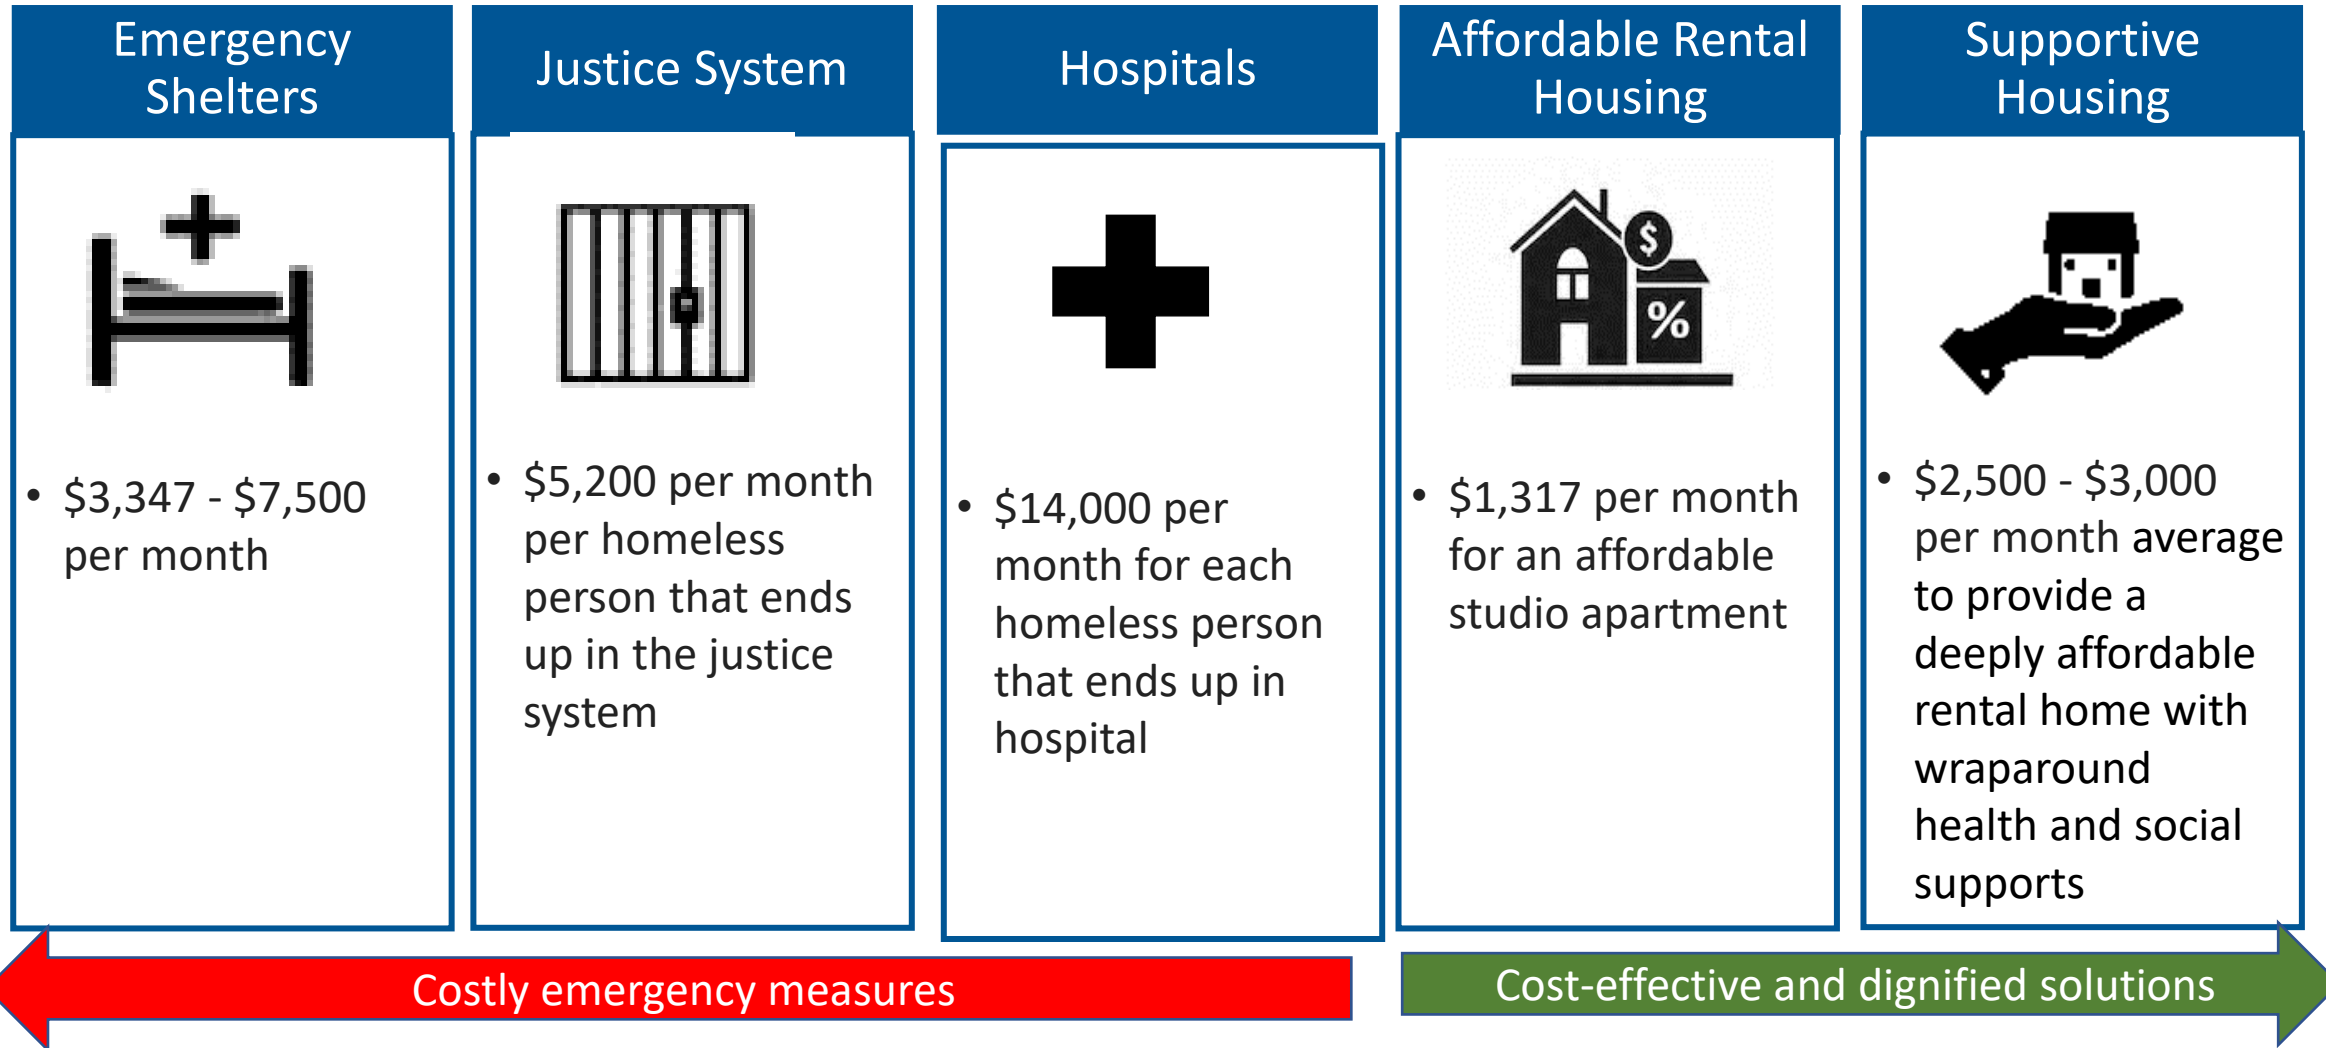 Emergency
Shelters
Justice System
Hospitals
Affordable Rental
Housing
Supportive
Housing
$
%
• $3,347 - $7,500
per month
• $5,200 per month
per homeless
person that ends
up in the justice
system
• $14,000 per
month for each
homeless person
that ends up in
hospital
• $1,317 per month
for an affordable
studio apartment
• $2,500 - $3,000
per month average
to provide a
deeply affordable
rental home with
wraparound
health and social
supports
Costly emergency measures
Cost-effective and dignified solutions